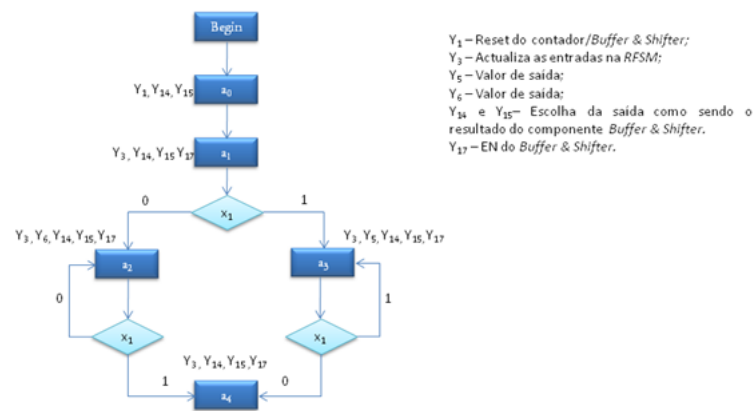 Begin
Y₁, Y₁₄, Y₁₅
a₀
Y₃, Y₁₄, Y₁₅ Y₁₇
a₁
0
x₁
1
Y₃, Y₆, Y₁₄, Y₁₅, Y₁₇
a₂
Y₃, Y₅, Y₁₄, Y₁₅, Y₁₇
a₃
0
x₁
1
x₁
1
Y₃, Y₁₄, Y₁₅, Y₁₇
0
a₄
Y₁ – Reset do contador/Buffer & Shifter;
Y₃ – Actualiza as entradas na RFSM;
Y₅ – Valor de saída;
Y₆ – Valor de saída;
Y₁₄ e Y₁₅ – Escolha da saída como sendo o
resultado do componente Buffer & Shifter.
Y₁₇ – EN do Buffer & Shifter.